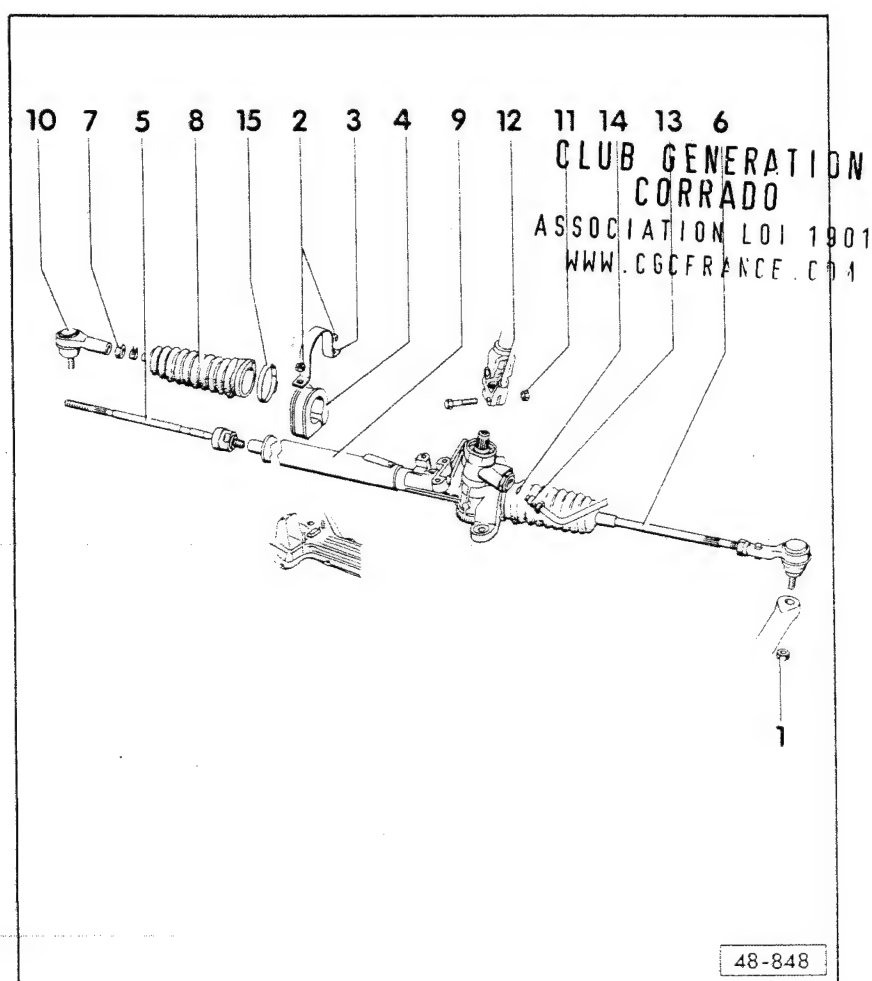 10 7 5 8 15 2 3 4 9 12 11 14 13 6
CLUB GENERATION
CORRADO
ASSOCIATION LOI 1901
WWW.CGCFRANCE.COM
1
48-848